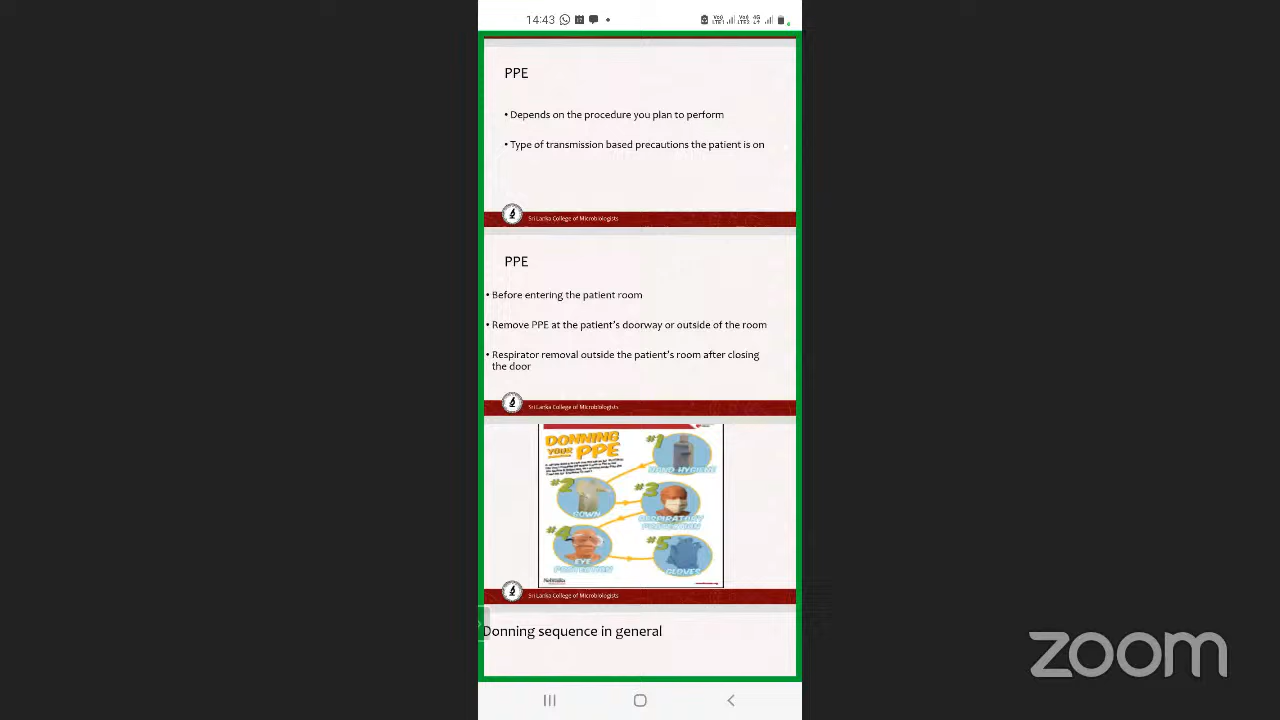 14:43
PPE
• Depends on the procedure you plan to perform
• Type of transmission based precautions the patient is on
Sri Lanka College of Microbiologists
PPE
• Before entering the patient room
• Remove PPE at the patient's doorway or outside of the room
• Respirator removal outside the patient's room after closing
the door
Sri Lanka College of Microbiologists
DONNING
YOUR PPE
#1
HAND HYGIENE
#2
GOWN
#3
RESPIRATORY
PROTECTION
#4
EYE
PROTECTION
#5
GLOVES
Sri Lanka College of Microbiologists
Donning sequence in general
zoom